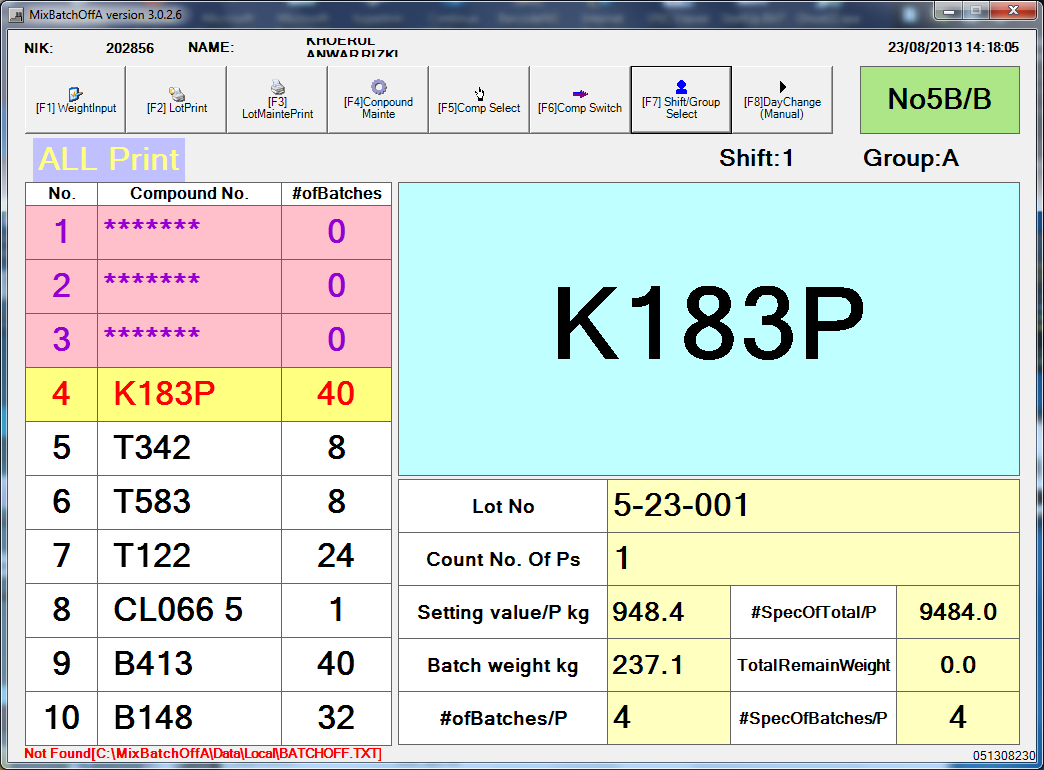 MixBatchOffA version 3.0.2.6
NIK: 202856 NAME: KHOERUL
ANWAR RIZKI
23/08/2013 14:18:05
[F1] WeightInput
[F2] LotPrint
[F3]
LotMaintePrint
[F4]Conpound
Mainte
[F5]Comp Select
[F6]Comp Switch
[F7] Shift/Group
Select
[F8]DayChange
(Manual)
No5B/B
ALL Print
Shift:1 Group:A
No. Compound No. #ofBatches
1 ******* 0
2 ******* 0
3 ******* 0
4 K183P 40
5 T342 8
6 T583 8
7 T122 24
8 CL066 5 1
9 B413 40
10 B148 32
K183P
Lot No 5-23-001
Count No. Of Ps 1
Setting value/P kg 948.4 #SpecOfTotal/P 9484.0
Batch weight kg 237.1 TotalRemainWeight 0.0
#ofBatches/P 4 #SpecOfBatches/P 4
Not Found[C:\MixBatchOffA\Data\Local\BATCHOFF.TXT]
051308230